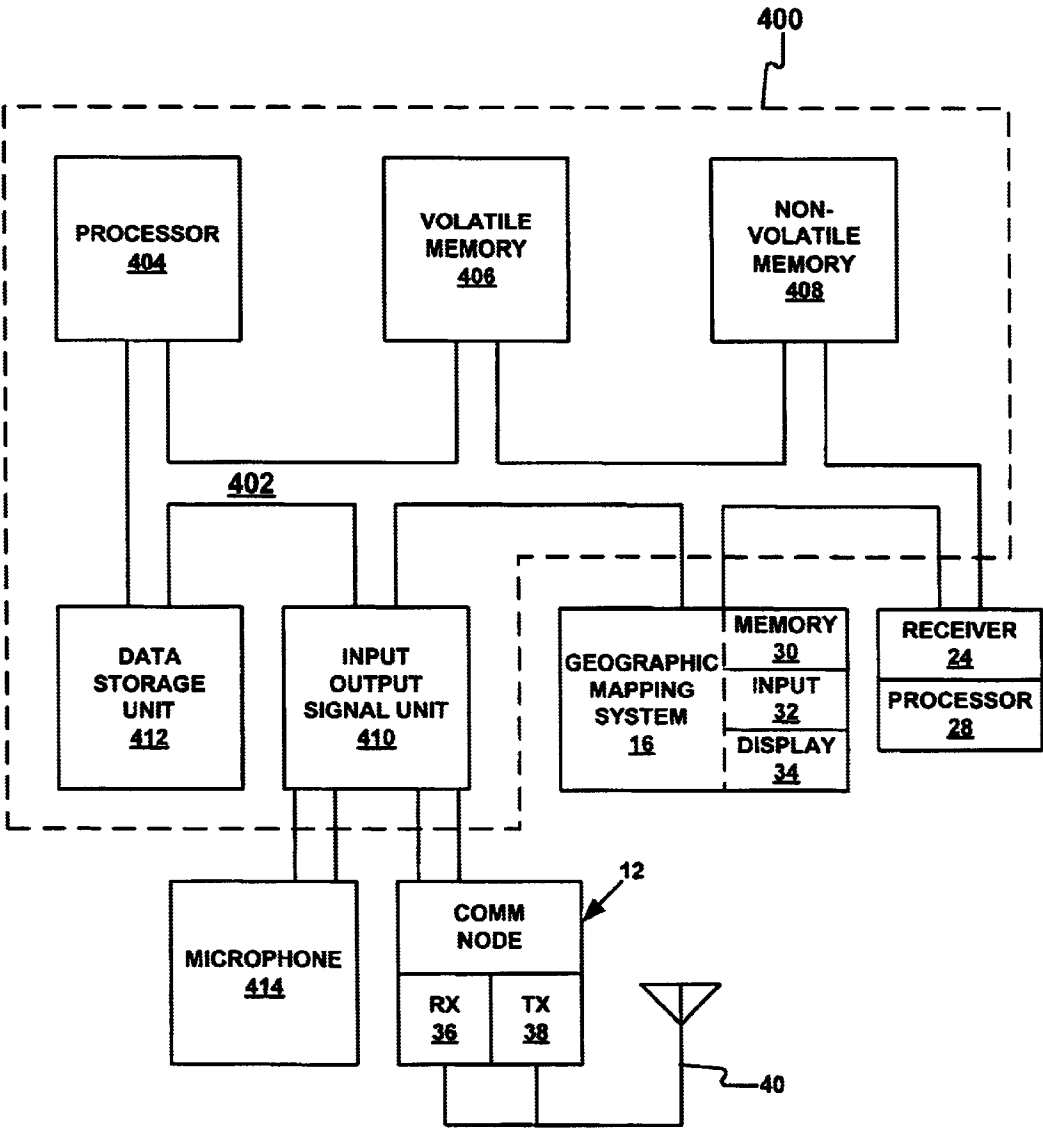 400
PROCESSOR
404
VOLATILE
MEMORY
406
NON-
VOLATILE
MEMORY
408
402
DATA
STORAGE
UNIT
412
INPUT
OUTPUT
SIGNAL UNIT
410
GEOGRAPHIC
MAPPING
SYSTEM
16
MEMORY
30
INPUT
32
DISPLAY
34
RECEIVER
24
PROCESSOR
28
MICROPHONE
414
12
COMM
NODE
RX
36
TX
38
40